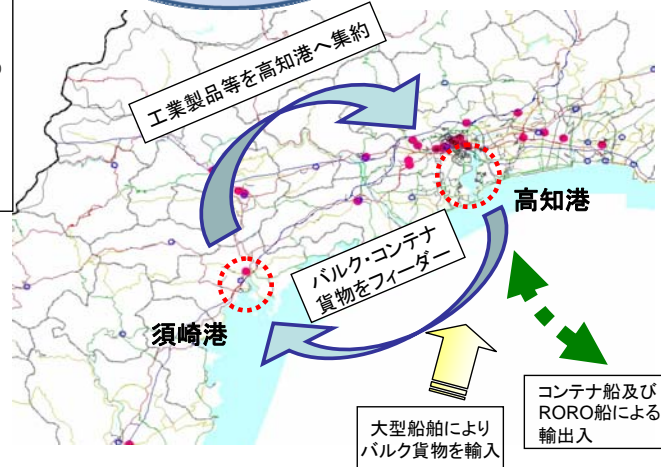 工業製品等を高知港へ集約
高知港
バルク・コンテナ
貨物をフィーダー
須崎港
大型船舶により
バルク貨物を輸入
コンテナ船及び
RORO船による
輸出入